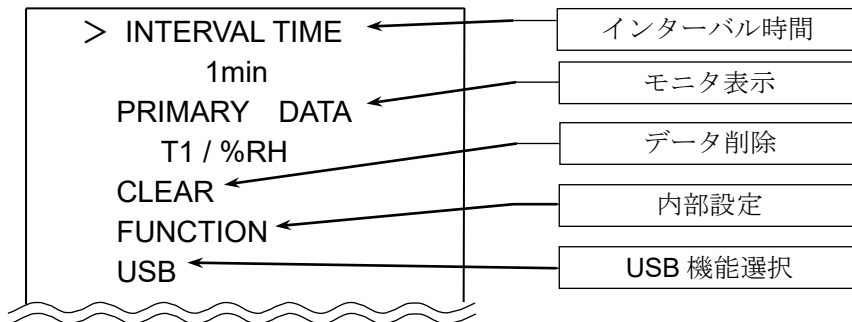 > INTERVAL TIME
インターバル時間
1min
モニタ表示
PRIMARY DATA
T1 / %RH
データ削除
CLEAR
内部設定
FUNCTION
USB
USB 機能選択